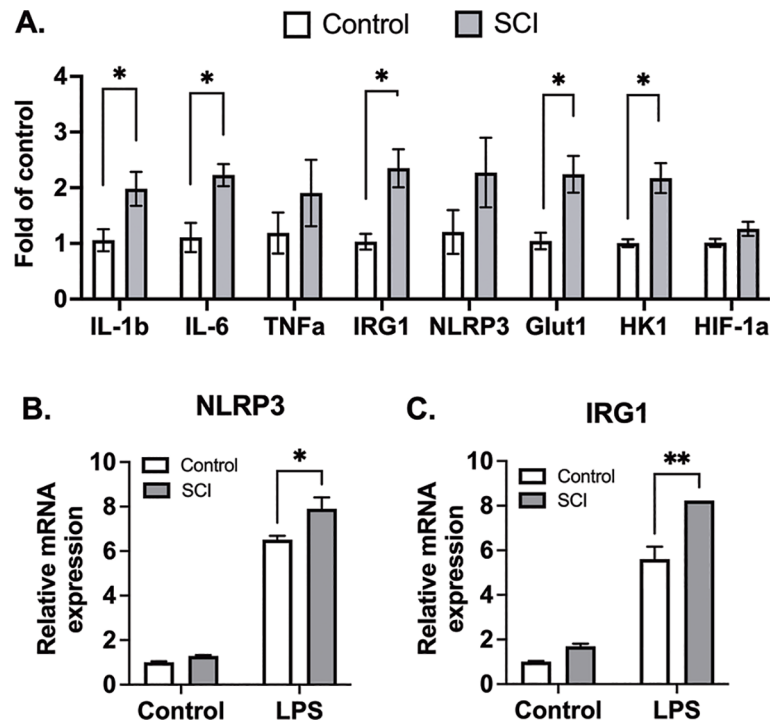 A.
Control SCI
* * * * *
Fold of control
4
3
2
1
0
IL-1b IL-6 TNFa IRG1 NLRP3 Glut1 HK1 HIF-1a
B.
NLRP3
Control
SCI
*
Relative mRNA
expression
10
8
6
4
2
0
Control LPS
C.
IRG1
Control
SCI
**
Relative mRNA
expression
10
8
6
4
2
0
Control LPS